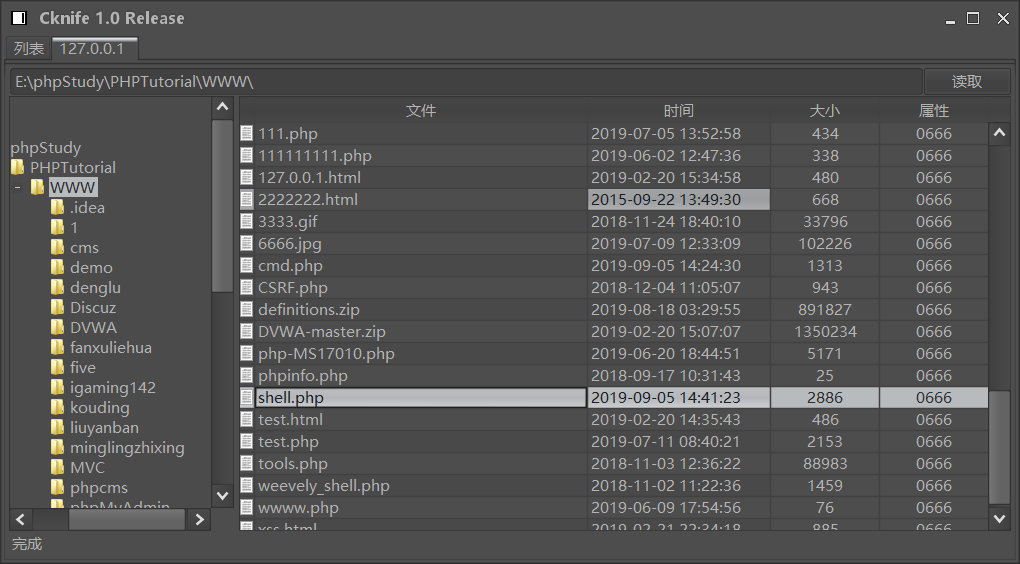 Cknife 1.0 Release
列表 127.0.0.1
E:\phpStudy\PHPTutorial\WWW\ 读取
phpStudy
PHPTutorial
WWW
.idea
1
cms
demo
denglu
Discuz
DVWA
fanxuliehua
five
igaming142
kouding
liuyanban
minglingzhixing
MVC
phpcms
phpMyAdmin
文件 时间 大小 属性
111.php 2019-07-05 13:52:58 434 0666
111111111.php 2019-06-02 12:47:36 338 0666
127.0.0.1.html 2019-02-20 15:34:58 480 0666
2222222.html 2015-09-22 13:49:30 668 0666
3333.gif 2018-11-24 18:40:10 33796 0666
6666.jpg 2019-07-09 12:33:09 102226 0666
cmd.php 2019-09-05 14:24:30 1313 0666
CSRF.php 2018-12-04 11:05:07 943 0666
definitions.zip 2019-08-18 03:29:55 891827 0666
DVWA-master.zip 2019-02-20 15:07:07 1350234 0666
php-MS17010.php 2019-06-20 18:44:51 5171 0666
phpinfo.php 2018-09-17 10:31:43 25 0666
shell.php 2019-09-05 14:41:23 2886 0666
test.html 2019-02-20 14:35:43 486 0666
test.php 2019-07-11 08:40:21 2153 0666
tools.php 2018-11-03 12:36:22 88983 0666
weevely_shell.php 2018-11-02 11:22:36 1459 0666
wwww.php 2019-06-09 17:54:56 76 0666
xss.html 2019-02-21 22:34:18 885 0666
完成